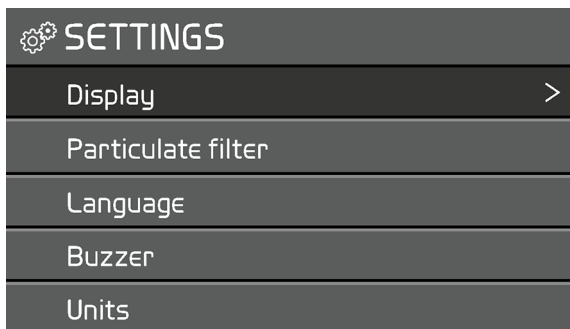 SETTINGS
Display >
Particulate filter
Language
Buzzer
Units